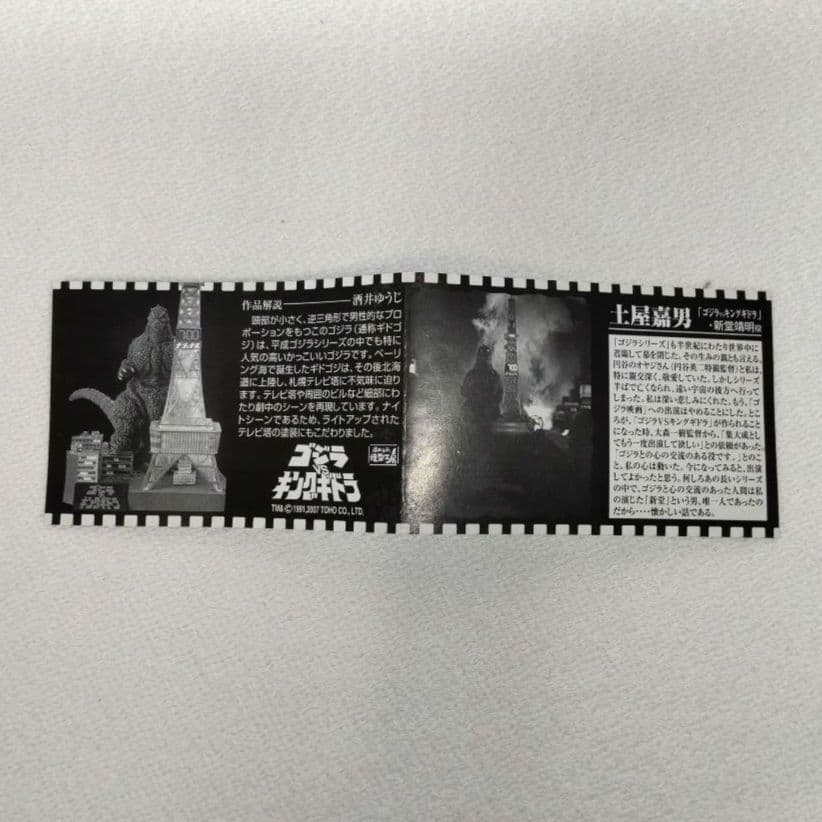 作品解説 酒井ゆうじ
頭部が小さく、逆三角形で男性的なプロ
ポーションをもつこのゴジラ(通称ギドゴ
ジ)は、平成ゴジラシリーズの中でも特に
人気の高いかっこいいゴジラです。ベーリ
ング海で誕生したギドゴジは、その後北海
道に上陸し、札幌テレビ塔に不気味に迫り
ます。テレビ塔や周囲のビルなど細部にわ
たり劇中のシーンを再現しています。ナイ
トシーンであるため、ライトアップされた
テレビ塔の塗装にもこだわりました。
ゴジラ
VS
キングギドラ
TM&©1991,2007 TOHO CO., LTD.
ゴジラ
VS
キングギドラ
土屋嘉男
「ゴジラVSキングギドラ」
・新堂靖明役
「ゴジラシリーズ」も半世紀にわたり世界中に
君臨して幕を閉じた。その生みの親とも言える、
円谷のオヤジさん(円谷英二特撮監督)と私は、
特に親交深く、敬愛していた。しかしシリーズ
半ばで亡くなられ、遠い宇宙の彼方へ行って
しまった。私は深い悲しみにくれた。もう、「ゴ
ジラ映画」への出演はやめることにした。とこ
ろが、「ゴジラVSキングギドラ」が作られること
になった時、大森一樹監督から、「集大成とし
てもう一度出演して欲しい」との依頼があった。
「ゴジラとの心の交流のある役です。」とのこ
と、私の心は動いた。今になってみると、出演
してよかったと思う。何しろあの長いシリーズ
の中で、ゴジラと心の交流のあった人間は私
の演じた「新堂」という男、唯一人であったの
だから‥‥懐かしい話である。